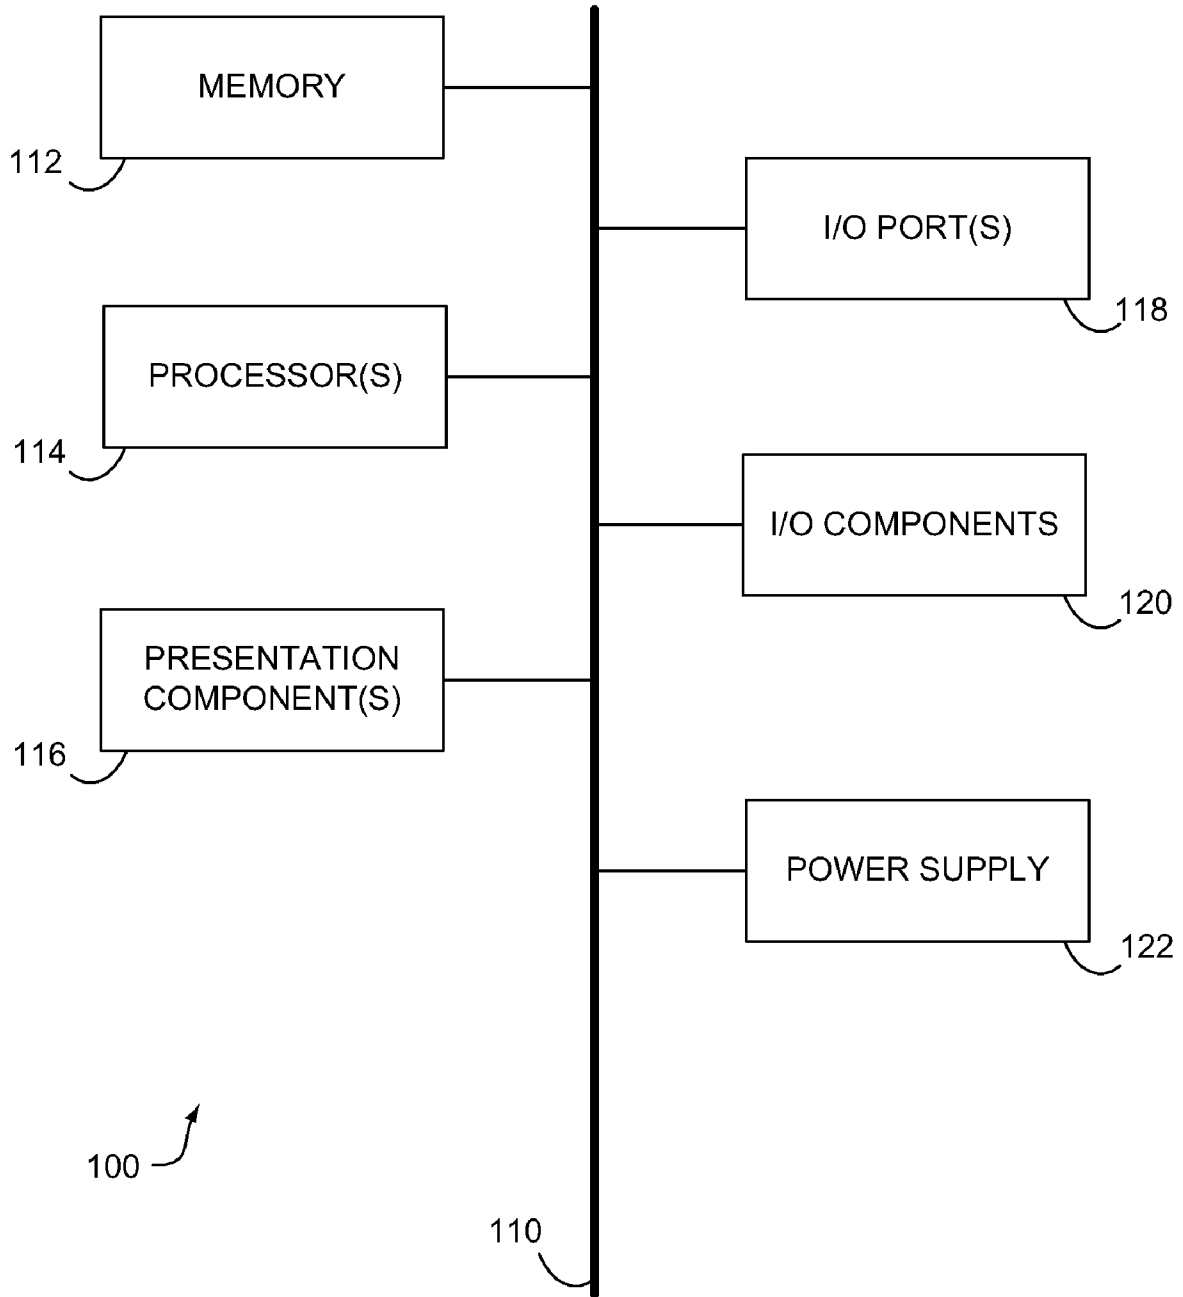 MEMORY
112
I/O PORT(S)
118
PROCESSOR(S)
114
I/O COMPONENTS
120
PRESENTATION
COMPONENT(S)
116
POWER SUPPLY
122
100
110